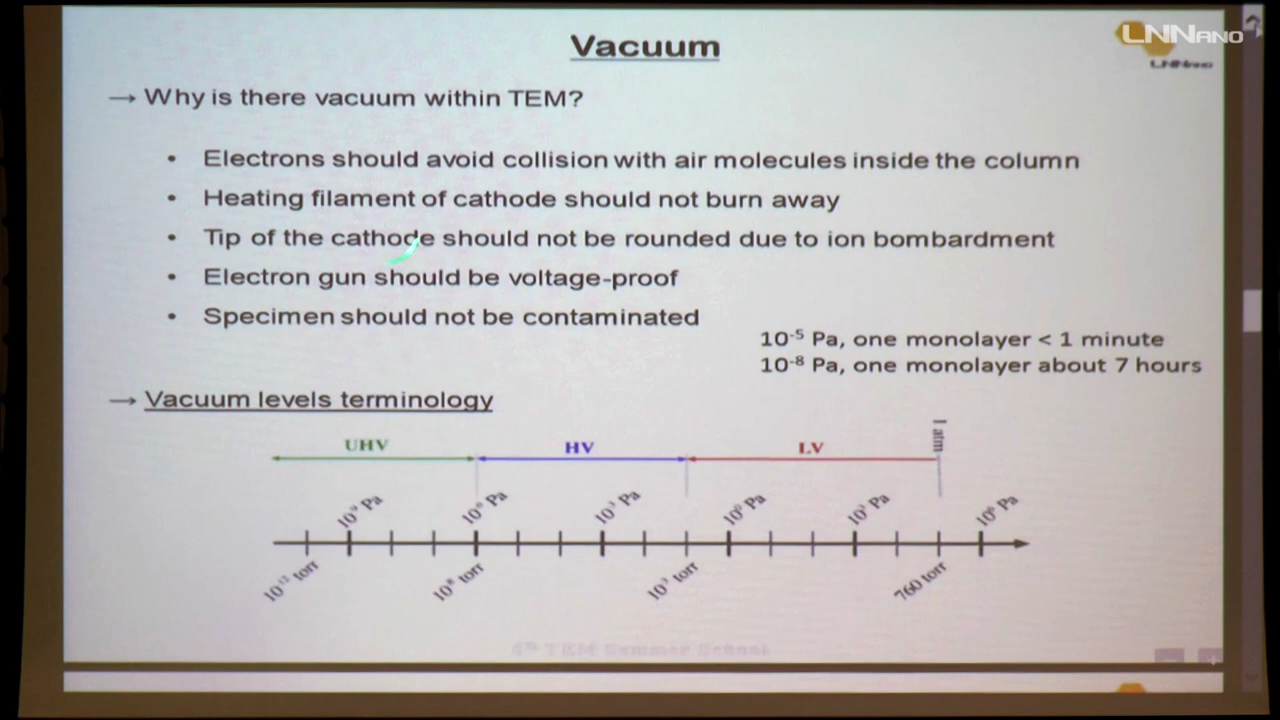 Vacuum
LNNANO
LNNano
→ Why is there vacuum within TEM?
• Electrons should avoid collision with air molecules inside the column
• Heating filament of cathode should not burn away
• Tip of the cathode should not be rounded due to ion bombardment
• Electron gun should be voltage-proof
• Specimen should not be contaminated
10⁻⁵ Pa, one monolayer < 1 minute
10⁻⁸ Pa, one monolayer about 7 hours
→ Vacuum levels terminology
UHV HV LV 1 atm
10⁻⁹ Pa 10⁻⁶ Pa 10⁻³ Pa 10⁰ Pa 10³ Pa 10⁶ Pa
10⁻¹² torr 10⁻⁸ torr 10⁻³ torr 760 torr
TEM Summer School